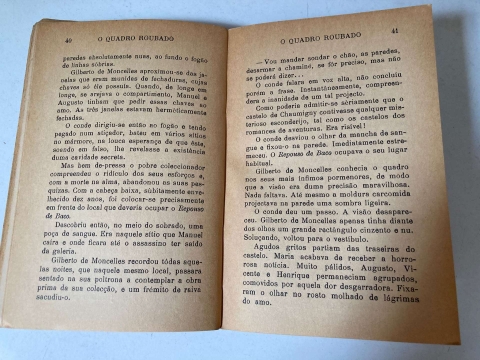 40
O QUADRO ROUBADO
paredes absolutamente nuas, ao fundo o fogão
de linhas sóbrias.
Gilberto de Moncelles aproximou-se das ja-
nelas que eram munidas de fechaduras, cujas
chaves só êle possuía. Quando, de longe em
longe, se arejava o compartimento, Manuel e
Augusto tinham que pedir essas chaves ao
amo. As três janelas estavam herméticamente
fechadas.
O conde dirigiu-se então ao fogão e tendo
pegado num atiçador, bateu em vários sítios
no mármore, na louca esperança de que êste,
soando em falso, lhe revelasse a existência
duma cavidade secreta.
Mas bem depressa o pobre coleccionador
compreendeu o ridículo dos seus esforços e,
com a morte na alma, abandonou as suas pes-
quizas. Com a cabeça baixa, súbitamente enve-
lhecido dez anos, foi colocar-se precisamente
em frente do local que deveria ocupar o Repouso
de Baco.
Descobriu então, no meio do sobrado, uma
poça de sangue. Era naquele sítio que Manuel
caíra e onde ficara até o assassino ter saído
da galeria.
Gilberto de Moncelles recordou tôdas aque-
las noites, que naquele mesmo local, passara
sentado na sua poltrona a contemplar a obra
prima da sua colecção, e um frémito de raiva
sacudiu-o.
O QUADRO ROUBADO
41
— Vou mandar sondar o chão, as paredes,
desarmar a chaminé, se fôr preciso, mas não
se poderá dizer...
O conde falara em voz alta, não concluiu
porém a frase. Instantâneamente, compreen-
dera a inanidade de um tal projecto.
Como poderia admitir-se sèriamente que o
castelo de Chaumigny contivesse qualquer mis-
terioso esconderijo, tal como os castelos dos
romances de aventuras. Era risível!
O conde desviou o olhar da mancha de san-
gue e fixou-o na parede. Imediatamente estre-
meceu. O Repouso de Baco ocupava o seu lugar
habitual.
Gilberto de Moncelles conhecia o quadro
nos seus mais ínfimos pormenores, de modo
que a visão era duma precisão maravilhosa.
Nada faltava. Até mesmo a moldura carcomida
projectava na parede uma sombra ligeira.
O conde deu um passo. A visão desapare-
ceu. Gilberto de Moncelles apenas tinha diante
dos olhos um grande rectângulo cinzento e nu.
Soluçando, voltou para o vestíbulo.
Agudos gritos partiam das traseiras do
castelo. Maria acabava de receber a horro-
rosa notícia. Muito pálidos, Augusto, Vi-
cente e Henrique permaneciam agrupados,
comovidos por aquela dor desgarradora. Fixa-
ram o olhar no rosto molhado de lágrimas
do amo.